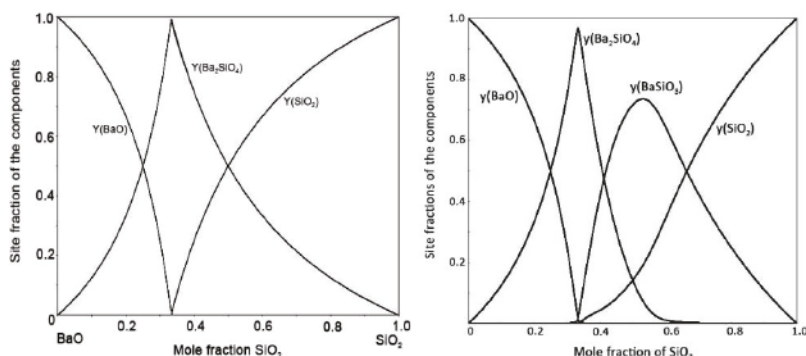 1.0
0.8
0.6
0.4
0.2
0
Site fraction of the components
Y(BaO)
Y(Ba₂SiO₄)
Y(SiO₂)
0.2 0.4 0.6 0.8 1.0
BaO
Mole fraction SiO₂
SiO₂
1.0
0.8
0.6
0.4
0.2
Site fractions of the components
y(BaO)
y(Ba₂SiO₄)
y(BaSiO₃)
y(SiO₂)
0 0.2 0.4 0.6 0.8 1.0
Mole fraction of SiO₂